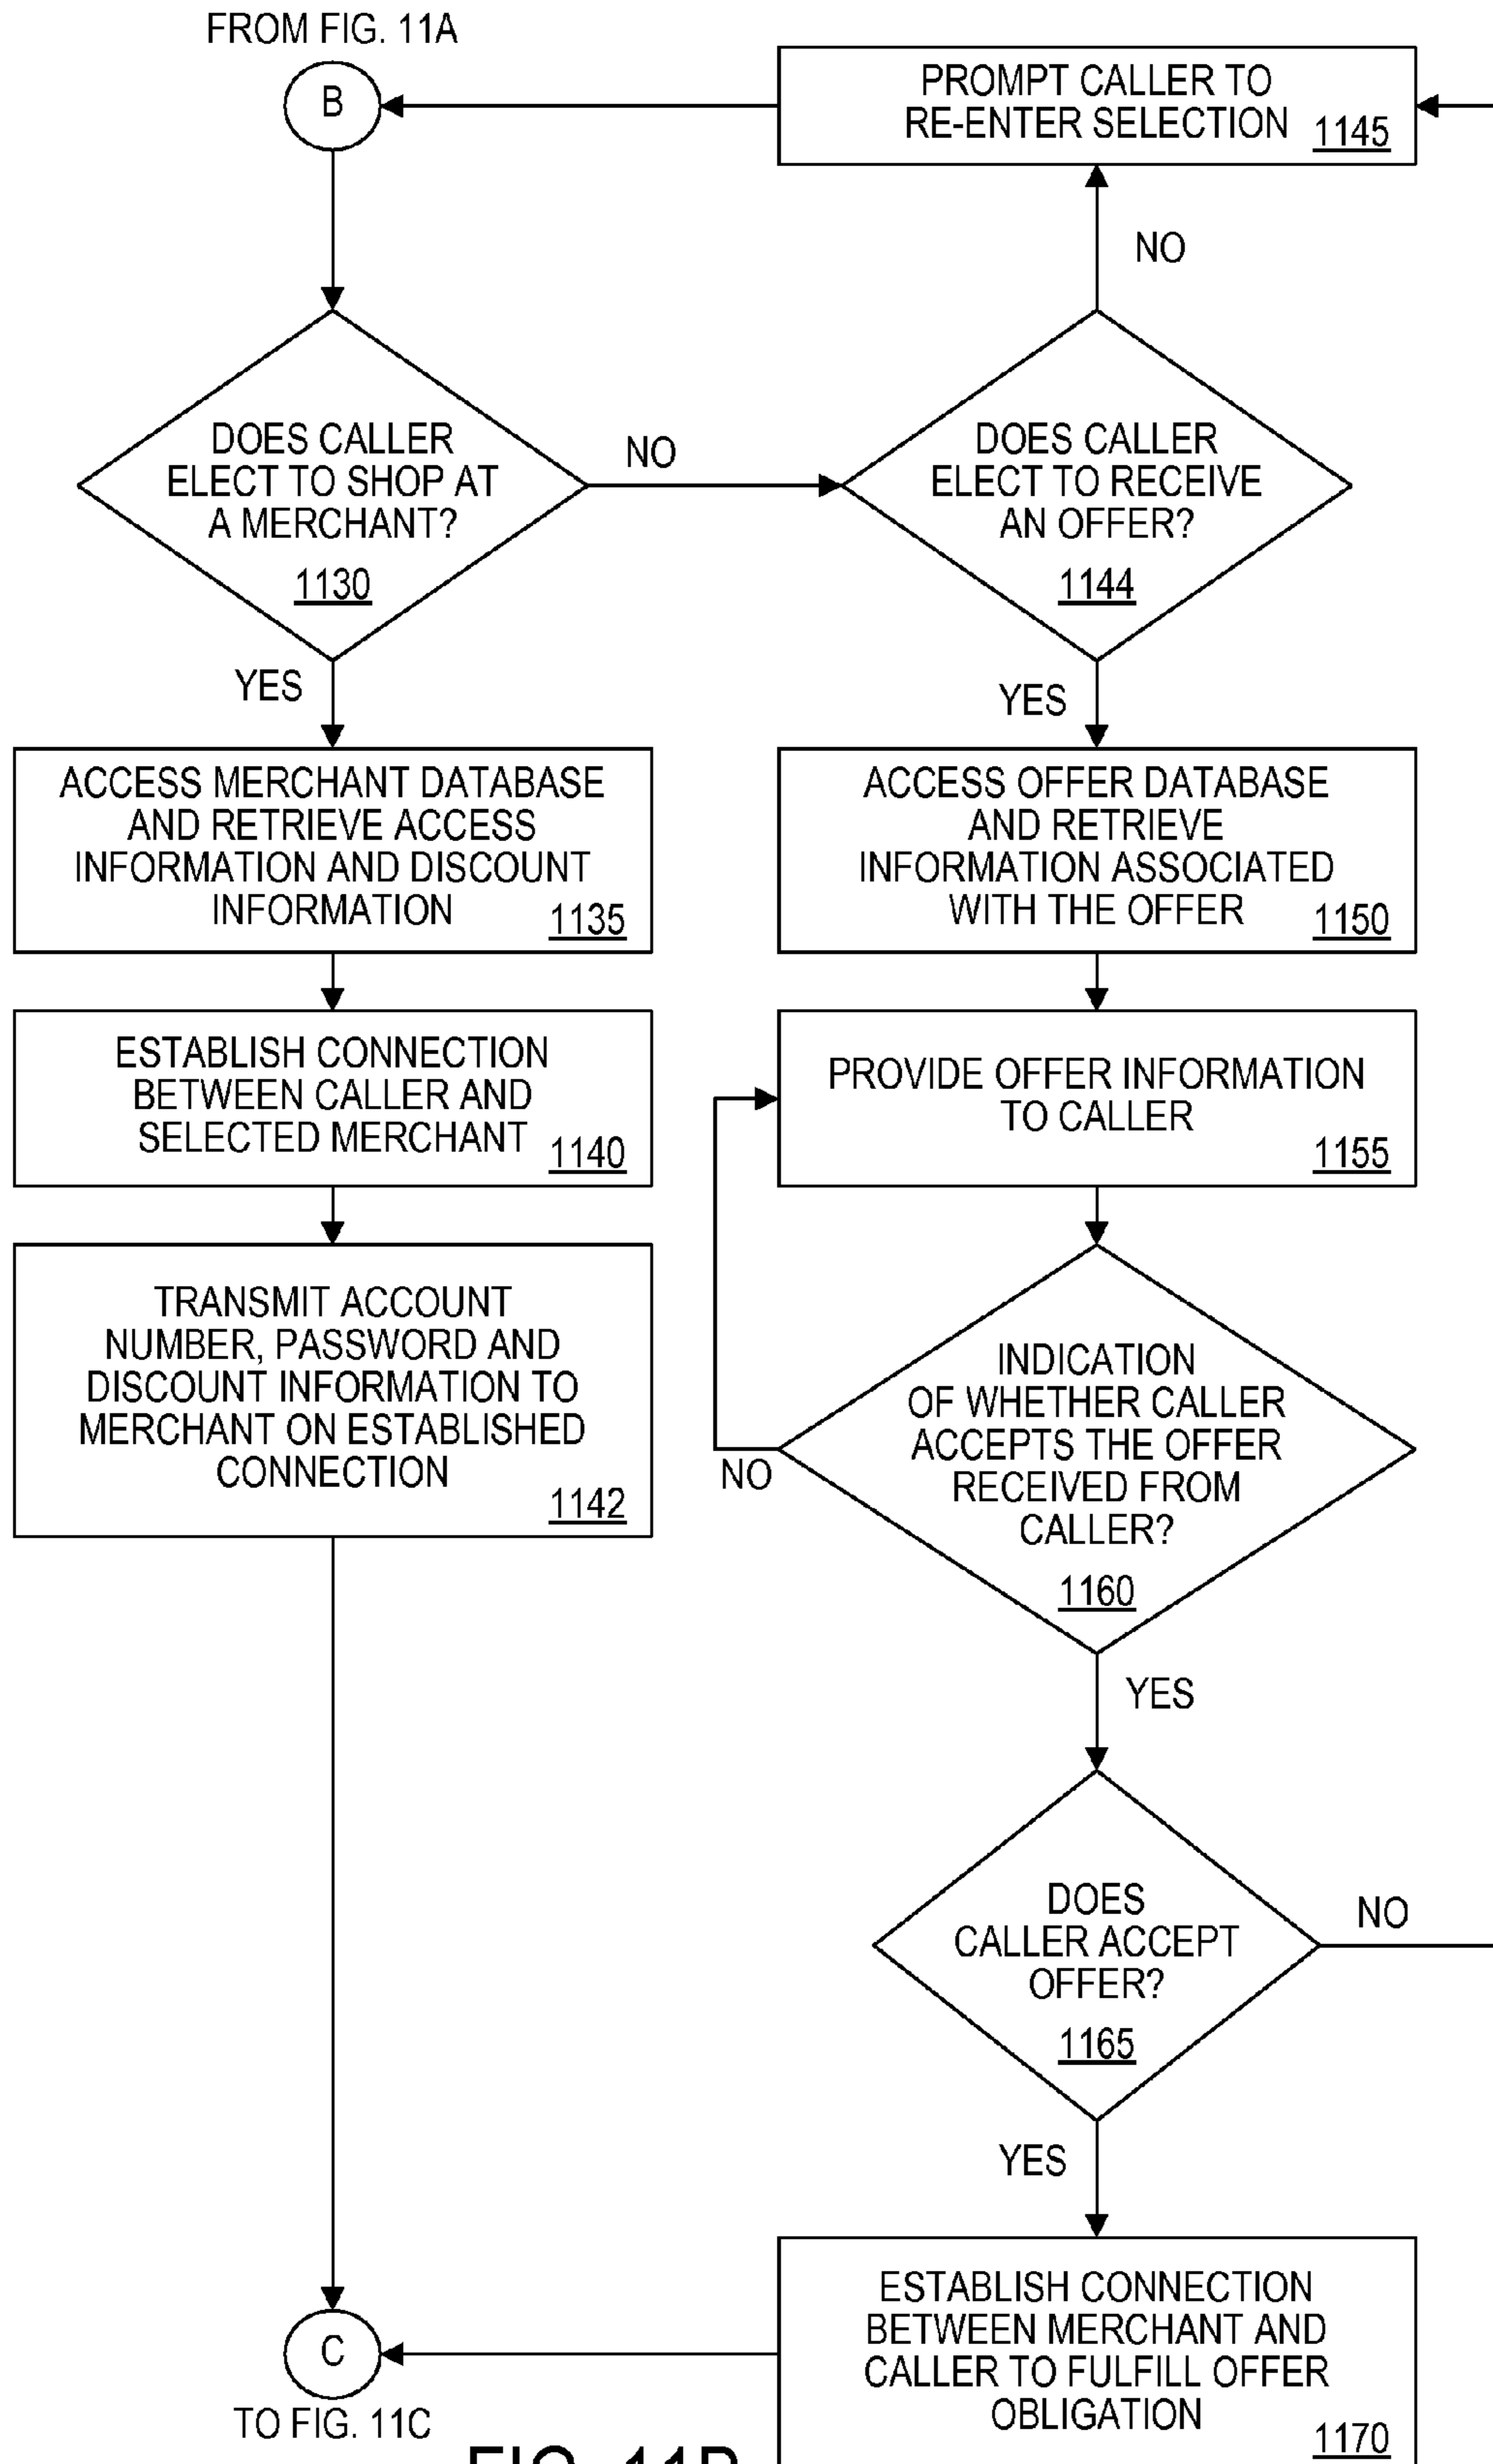 FROM FIG. 11A
B
PROMPT CALLER TO
RE-ENTER SELECTION
1145
NO
DOES CALLER
ELECT TO SHOP AT
A MERCHANT?
1130
NO
DOES CALLER
ELECT TO RECEIVE
AN OFFER?
1144
YES
YES
ACCESS MERCHANT DATABASE
AND RETRIEVE ACCESS
INFORMATION AND DISCOUNT
INFORMATION
1135
ACCESS OFFER DATABASE
AND RETRIEVE
INFORMATION ASSOCIATED
WITH THE OFFER
1150
ESTABLISH CONNECTION
BETWEEN CALLER AND
SELECTED MERCHANT
1140
PROVIDE OFFER INFORMATION
TO CALLER
1155
TRANSMIT ACCOUNT
NUMBER, PASSWORD AND
DISCOUNT INFORMATION TO
MERCHANT ON ESTABLISHED
CONNECTION
1142
INDICATION
OF WHETHER CALLER
ACCEPTS THE OFFER
RECEIVED FROM
CALLER?
1160
NO
YES
DOES
CALLER ACCEPT
OFFER?
1165
NO
YES
ESTABLISH CONNECTION
BETWEEN MERCHANT AND
CALLER TO FULFILL OFFER
OBLIGATION
1170
C
TO FIG. 11C
FIG. 11B